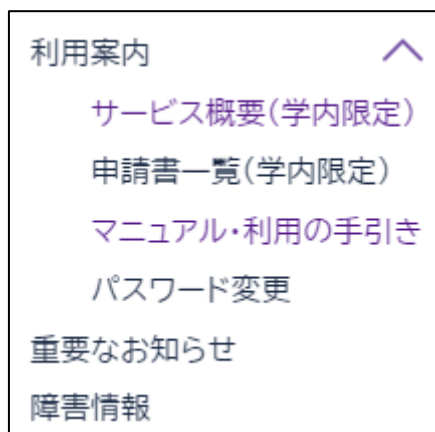 利用案内
サービス概要(学内限定)
申請書一覧(学内限定)
マニュアル・利用の手引き
パスワード変更
重要なお知らせ
障害情報